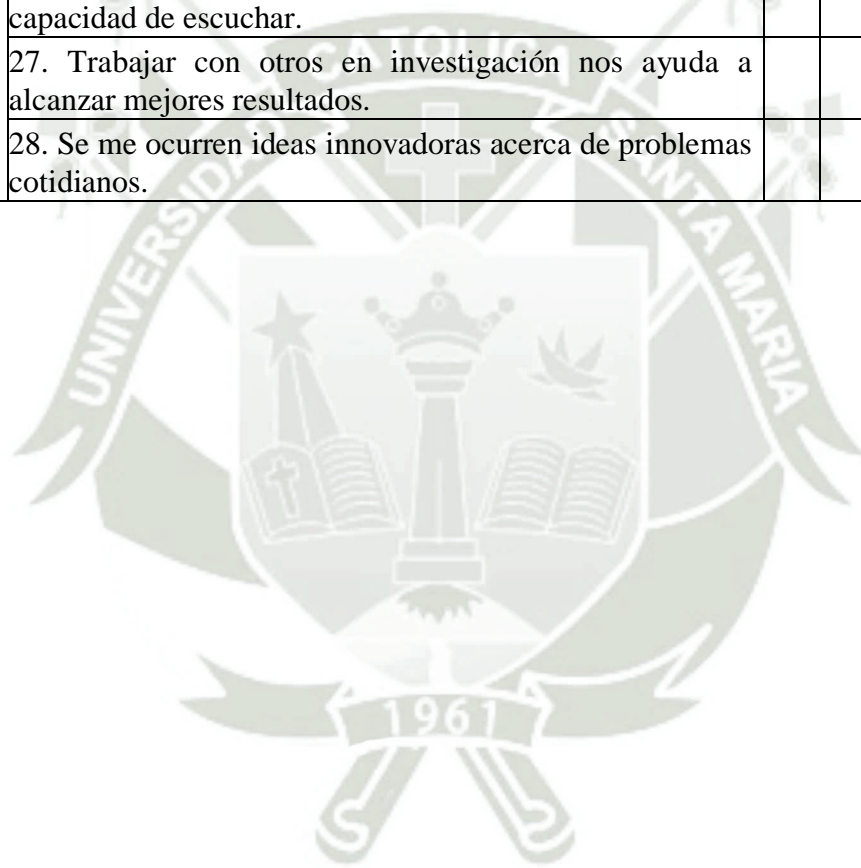 capacidad de escuchar.
27. Trabajar con otros en investigación nos ayuda a
alcanzar mejores resultados.
28. Se me ocurren ideas innovadoras acerca de problemas
cotidianos.
UNIVERSIDAD CATOLICA SANTA MARIA
1961